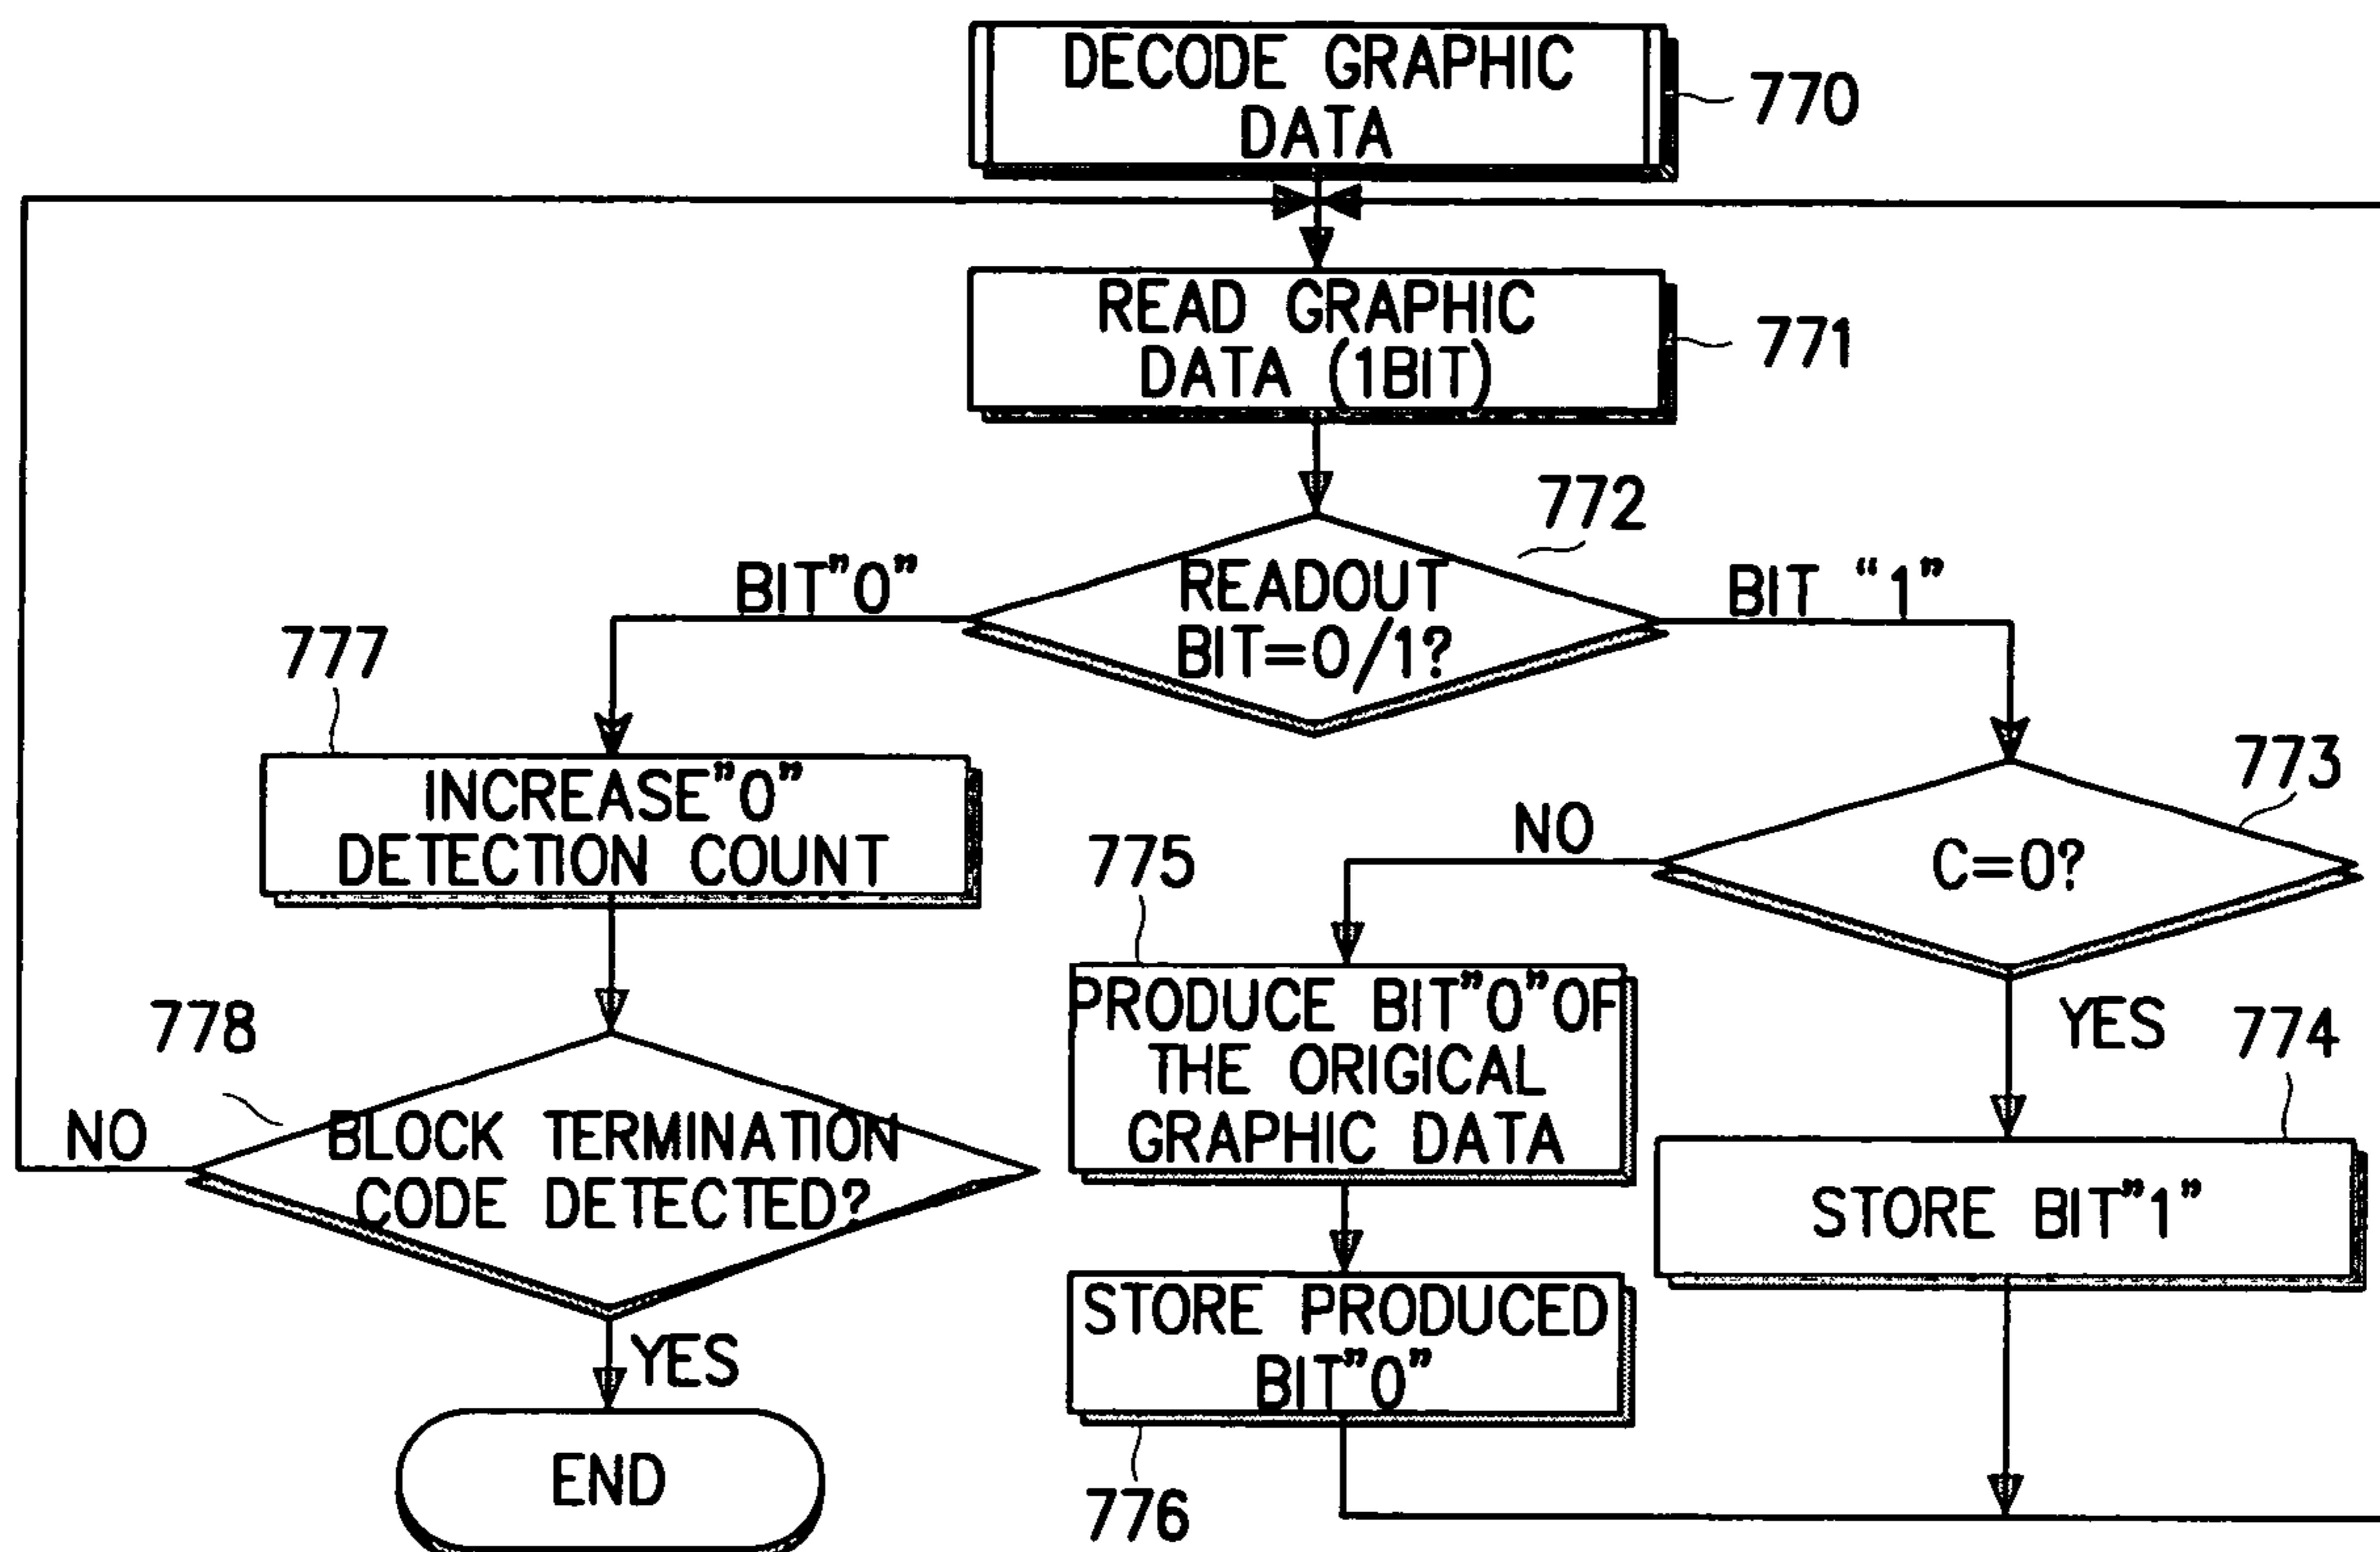 DECODE GRAPHIC
DATA
770
READ GRAPHIC
DATA (1BIT)
771
772
READOUT
BIT=0/1?
BIT"0"
BIT "1"
777
INCREASE"0"
DETECTION COUNT
773
C=0?
NO
775
PRODUCE BIT"0"OF
THE ORIGICAL
GRAPHIC DATA
YES
774
STORE BIT"1"
778
BLOCK TERMINATION
CODE DETECTED?
NO
YES
END
STORE PRODUCED
BIT"0"
776